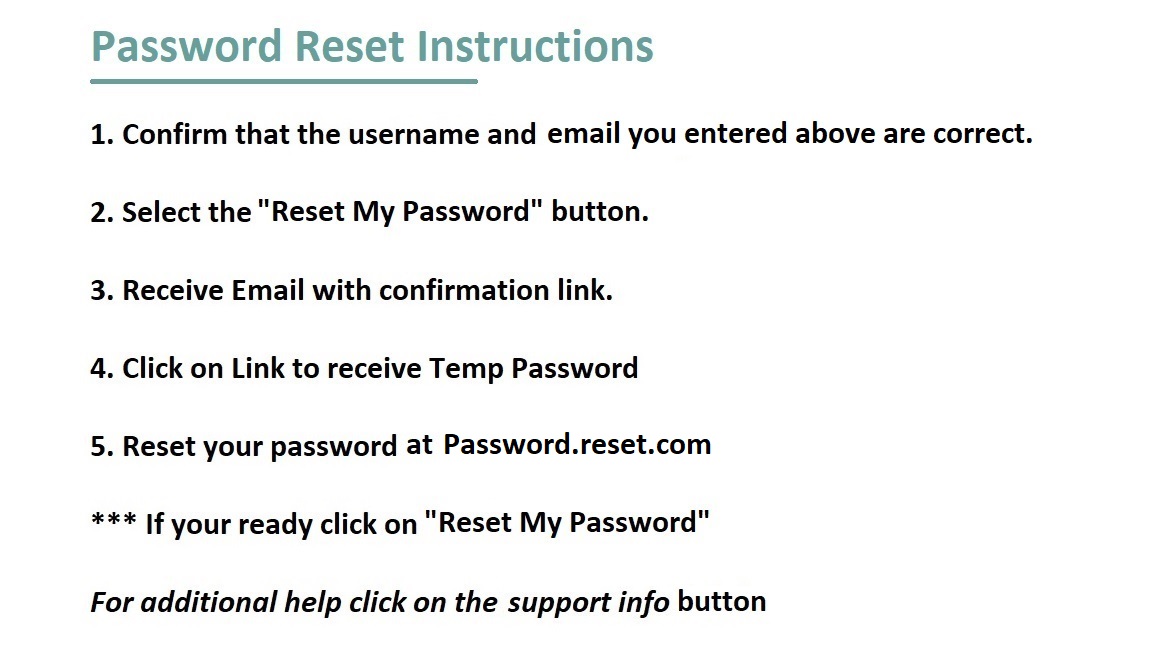 Password Reset Instructions
1. Confirm that the username and email you entered above are correct.
2. Select the "Reset My Password" button.
3. Receive Email with confirmation link.
4. Click on Link to receive Temp Password
5. Reset your password at Password.reset.com
*** If your ready click on "Reset My Password"
For additional help click on the support info button